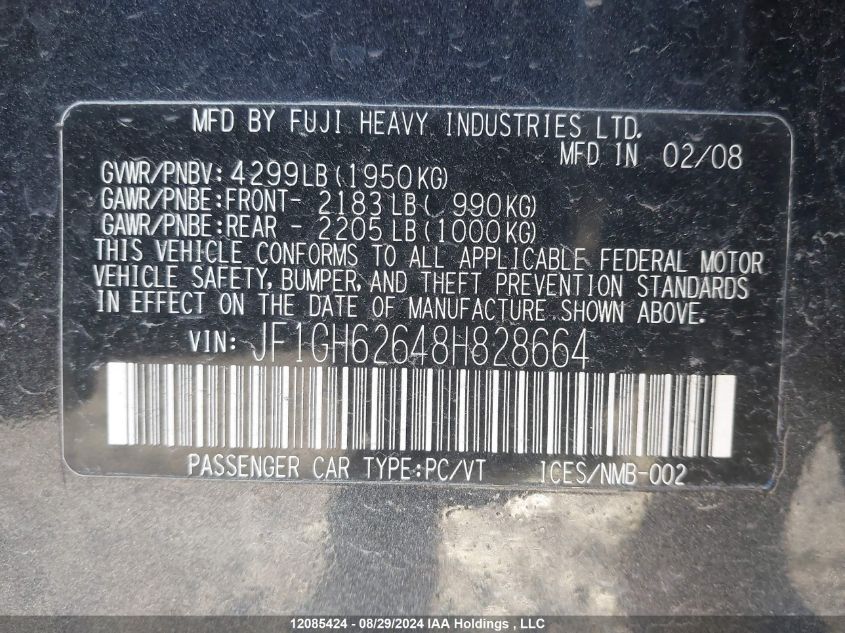 MFD BY FUJI HEAVY INDUSTRIES LTD.
MFD IN 02/08
GVWR/PNBV: 4299LB(1950KG)
GAWR/PNBE:FRONT- 2183LB( 990KG)
GAWR/PNBE:REAR - 2205LB(1000KG)
THIS VEHICLE CONFORMS TO ALL APPLICABLE FEDERAL MOTOR
VEHICLE SAFETY, BUMPER, AND THEFT PREVENTION STANDARDS
IN EFFECT ON THE DATE OF MANUFACTURE SHOWN ABOVE.
VIN: JF1GH62648H828664
PASSENGER CAR TYPE:PC/VT ICES/NMB-002
12085424 - 08/29/2024 IAA Holdings , LLC